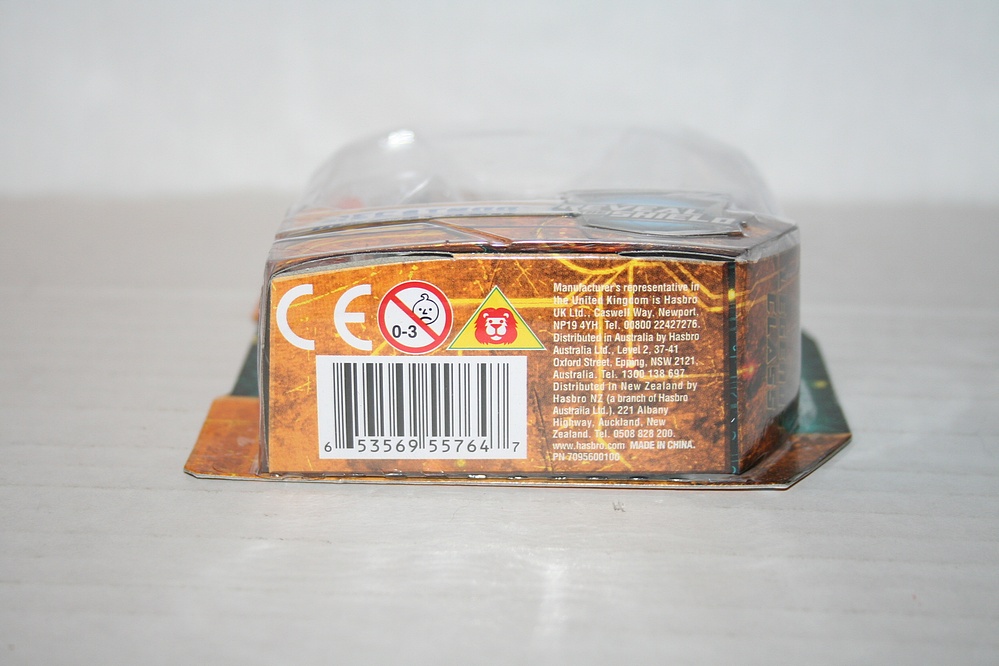 SHIELD
CE
0-3
6 53569 55764 7
Manufacturer's representative in
the United Kingdom is Hasbro
UK Ltd., Caswell Way, Newport,
NP19 4YH. Tel. 00800 22427276.
Distributed in Australia by Hasbro
Australia Ltd., Level 2, 37-41
Oxford Street, Epping, NSW 2121,
Australia. Tel. 1300 138 697.
Distributed in New Zealand by
Hasbro NZ (a branch of Hasbro
Australia Ltd.), 221 Albany
Highway, Auckland, New
Zealand. Tel. 0508 828 200.
www.hasbro.com MADE IN CHINA.
PN 7095600100